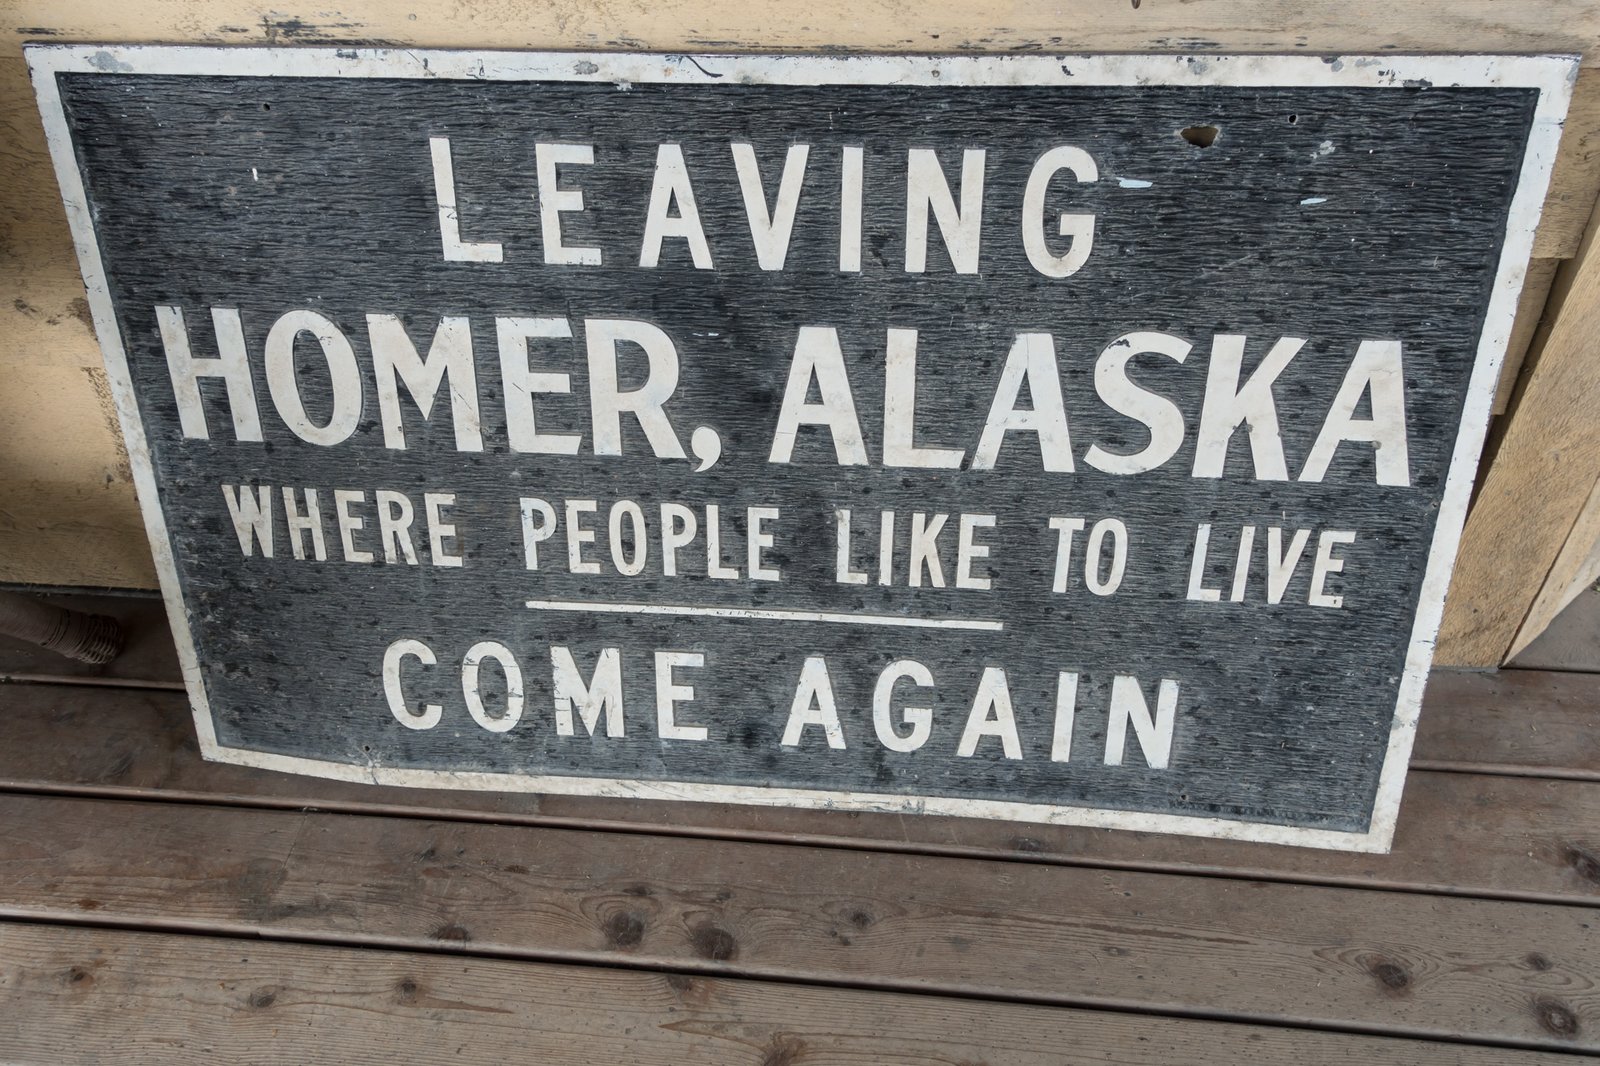 LEAVING
HOMER, ALASKA
WHERE PEOPLE LIKE TO LIVE
COME AGAIN